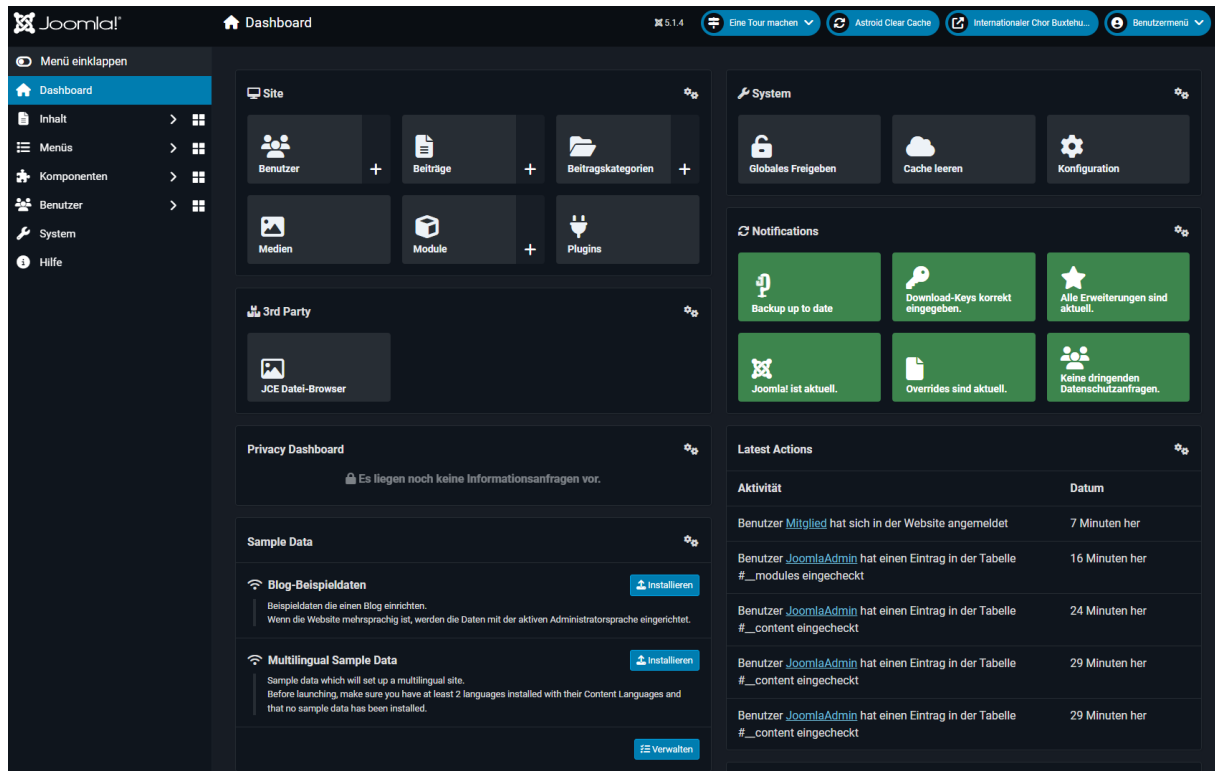 Joomla!®
Dashboard
5.1.4
Eine Tour machen
Astroid Clear Cache
Internationaler Chor Buxtehu...
Benutzermenü
Menü einklappen
Dashboard
Inhalt
Menüs
Komponenten
Benutzer
System
Hilfe
Site
Benutzer
Beiträge
Beitragskategorien
Medien
Module
Plugins
3rd Party
JCE Datei-Browser
Privacy Dashboard
Es liegen noch keine Informationsanfragen vor.
Sample Data
Blog-Beispieldaten
Installieren
Beispieldaten die einen Blog einrichten.
Wenn die Website mehrsprachig ist, werden die Daten mit der aktiven Administratorsprache eingerichtet.
Multilingual Sample Data
Installieren
Sample data which will set up a multilingual site.
Before launching, make sure you have at least 2 languages installed with their Content Languages and
that no sample data has been installed.
Verwalten
System
Globales Freigeben
Cache leeren
Konfiguration
Notifications
Backup up to date
Download-Keys korrekt
eingegeben.
Alle Erweiterungen sind
aktuell.
Joomla! ist aktuell.
Overrides sind aktuell.
Keine dringenden
Datenschutzanfragen.
Latest Actions
Aktivität Datum
Benutzer Mitglied hat sich in der Website angemeldet 7 Minuten her
Benutzer JoomlaAdmin hat einen Eintrag in der Tabelle 16 Minuten her
#__modules eingecheckt
Benutzer JoomlaAdmin hat einen Eintrag in der Tabelle 24 Minuten her
#__content eingecheckt
Benutzer JoomlaAdmin hat einen Eintrag in der Tabelle 29 Minuten her
#__content eingecheckt
Benutzer JoomlaAdmin hat einen Eintrag in der Tabelle 29 Minuten her
#__content eingecheckt